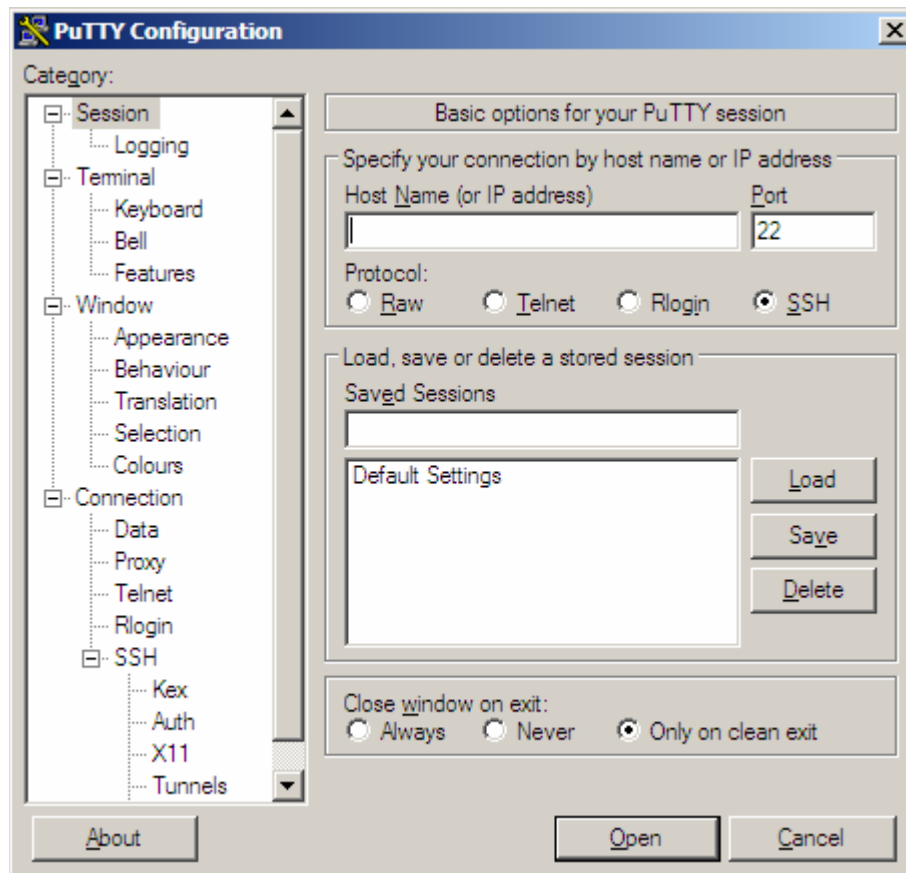 PuTTY Configuration
Category:
Session
Logging
Terminal
Keyboard
Bell
Features
Window
Appearance
Behaviour
Translation
Selection
Colours
Connection
Data
Proxy
Telnet
Rlogin
SSH
Kex
Auth
X11
Tunnels
Basic options for your PuTTY session
Specify your connection by host name or IP address
Host Name (or IP address) Port
22
Protocol:
Raw Telnet Rlogin SSH
Load, save or delete a stored session
Saved Sessions
Default Settings
Load
Save
Delete
Close window on exit:
Always Never Only on clean exit
About Open Cancel